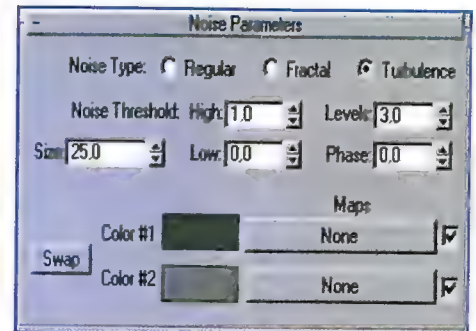 - Noise Parameters
Noise Type: Regular Fractal Turbulence
Noise Threshold: High: 1.0 Levels: 3.0
Size: 25.0 Low: 0.0 Phase: 0.0
Maps
Color #1 None
Swap
Color #2 None